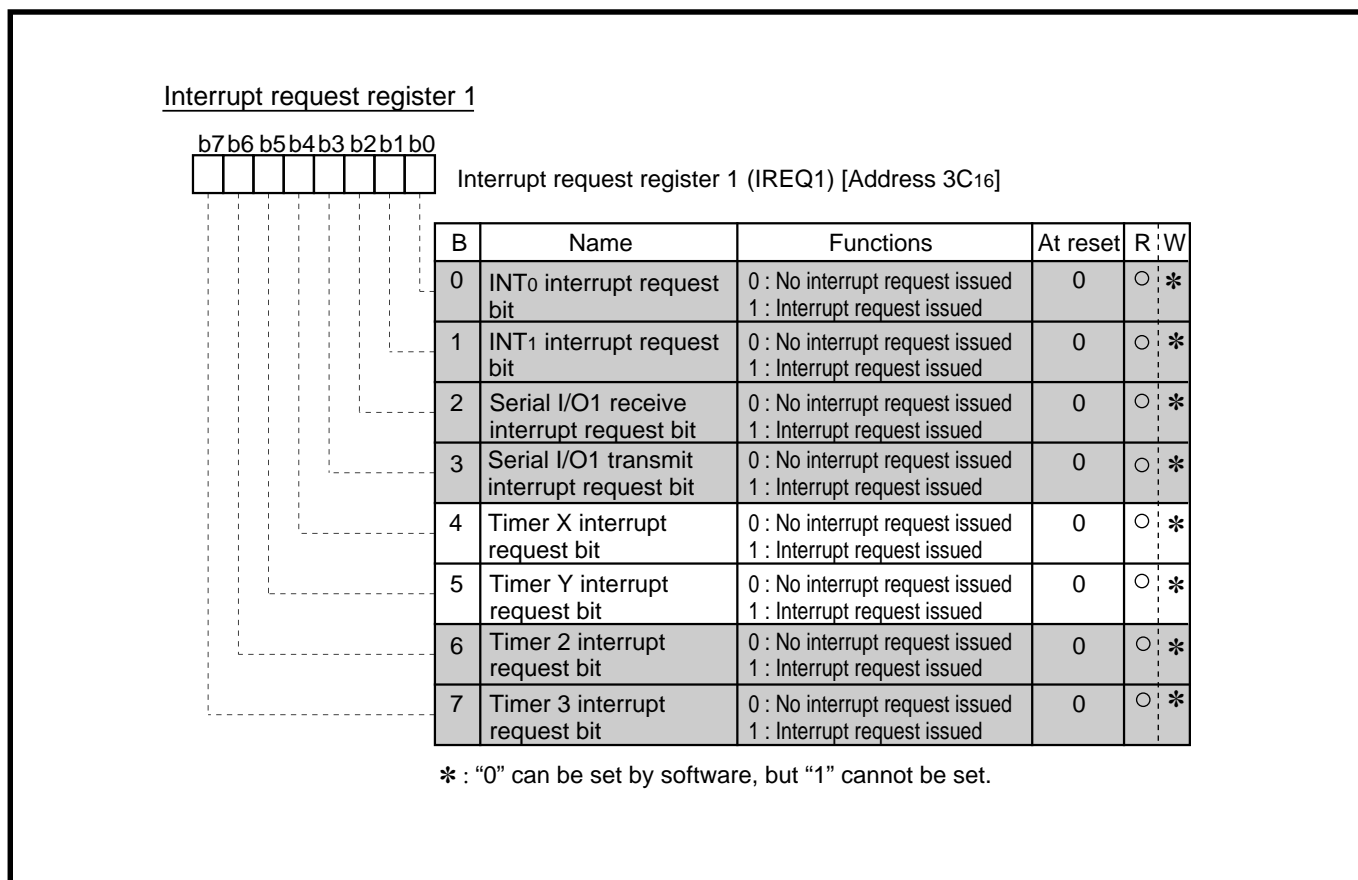 Interrupt request register 1
b7 b6 b5 b4 b3 b2 b1 b0
Interrupt request register 1 (IREQ1) [Address 3C16]
B Name Functions At reset R W
0 INT0 interrupt request bit 0 : No interrupt request issued 0 ○ ✻
1 : Interrupt request issued
1 INT1 interrupt request bit 0 : No interrupt request issued 0 ○ ✻
1 : Interrupt request issued
2 Serial I/O1 receive interrupt request bit 0 : No interrupt request issued 0 ○ ✻
1 : Interrupt request issued
3 Serial I/O1 transmit interrupt request bit 0 : No interrupt request issued 0 ○ ✻
1 : Interrupt request issued
4 Timer X interrupt request bit 0 : No interrupt request issued 0 ○ ✻
1 : Interrupt request issued
5 Timer Y interrupt request bit 0 : No interrupt request issued 0 ○ ✻
1 : Interrupt request issued
6 Timer 2 interrupt request bit 0 : No interrupt request issued 0 ○ ✻
1 : Interrupt request issued
7 Timer 3 interrupt request bit 0 : No interrupt request issued 0 ○ ✻
1 : Interrupt request issued
✻ : “0” can be set by software, but “1” cannot be set.